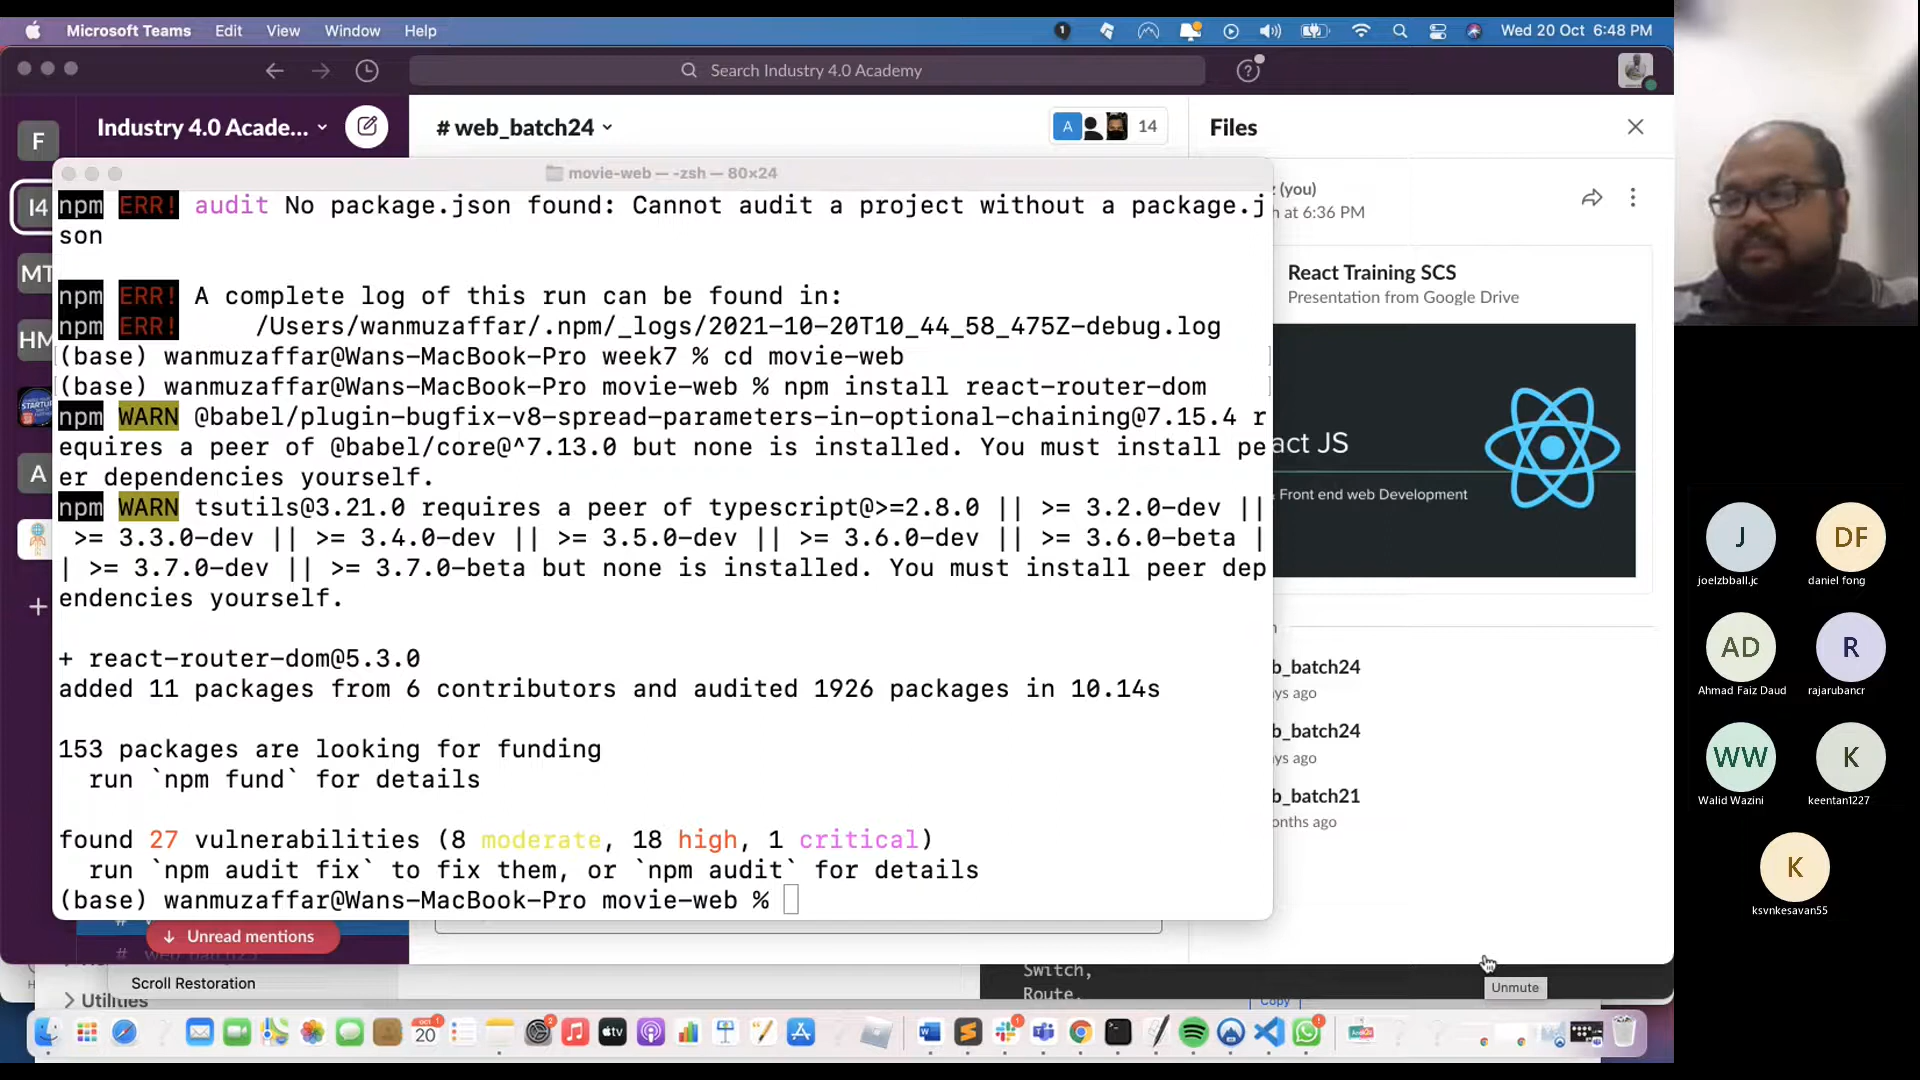 Microsoft Teams Edit View Window Help
1
Wed 20 Oct 6:48 PM
Search Industry 4.0 Academy
F
Industry 4.0 Acade...
# web_batch24
A
14
Files
I4
MT
HM
STARTUP
A
+
movie-web — -zsh — 80×24
npm ERR! audit No package.json found: Cannot audit a project without a package.j
son
npm ERR! A complete log of this run can be found in:
npm ERR!     /Users/wanmuzaffar/.npm/_logs/2021-10-20T10_44_58_475Z-debug.log
(base) wanmuzaffar@Wans-MacBook-Pro week7 % cd movie-web
(base) wanmuzaffar@Wans-MacBook-Pro movie-web % npm install react-router-dom
npm WARN @babel/plugin-bugfix-v8-spread-parameters-in-optional-chaining@7.15.4 r
equires a peer of @babel/core@^7.13.0 but none is installed. You must install pe
er dependencies yourself.
npm WARN tsutils@3.21.0 requires a peer of typescript@>=2.8.0 || >= 3.2.0-dev ||
 >= 3.3.0-dev || >= 3.4.0-dev || >= 3.5.0-dev || >= 3.6.0-dev || >= 3.6.0-beta |
| >= 3.7.0-dev || >= 3.7.0-beta but none is installed. You must install peer dep
endencies yourself.
+ react-router-dom@5.3.0
added 11 packages from 6 contributors and audited 1926 packages in 10.14s
153 packages are looking for funding
  run `npm fund` for details
found 27 vulnerabilities (8 moderate, 18 high, 1 critical)
  run `npm audit fix` to fix them, or `npm audit` for details
(base) wanmuzaffar@Wans-MacBook-Pro movie-web %
z (you)
at 6:36 PM
React Training SCS
Presentation from Google Drive
act JS
Front end web Development
b_batch24
ys ago
b_batch24
ys ago
b_batch21
onths ago
Unread mentions
Scroll Restoration
Utilities
Switch,
Route,
Copy
Unmute
OCT
20
tv
J
joelzbball.jc
DF
daniel fong
AD
Ahmad Faiz Daud
R
rajarubancr
WW
Walid Wazini
K
keentan1227
K
ksvnkesavan55